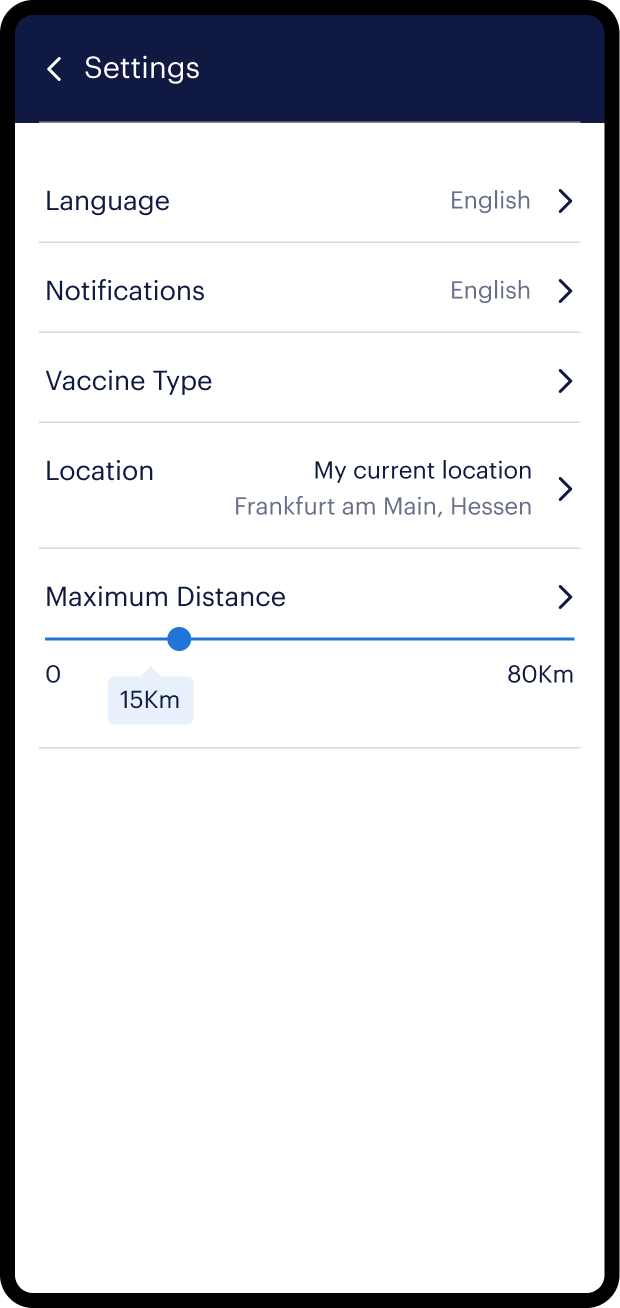 Settings
Language English
Notifications English
Vaccine Type
Location My current location
Frankfurt am Main, Hessen
Maximum Distance
0 80Km
15Km